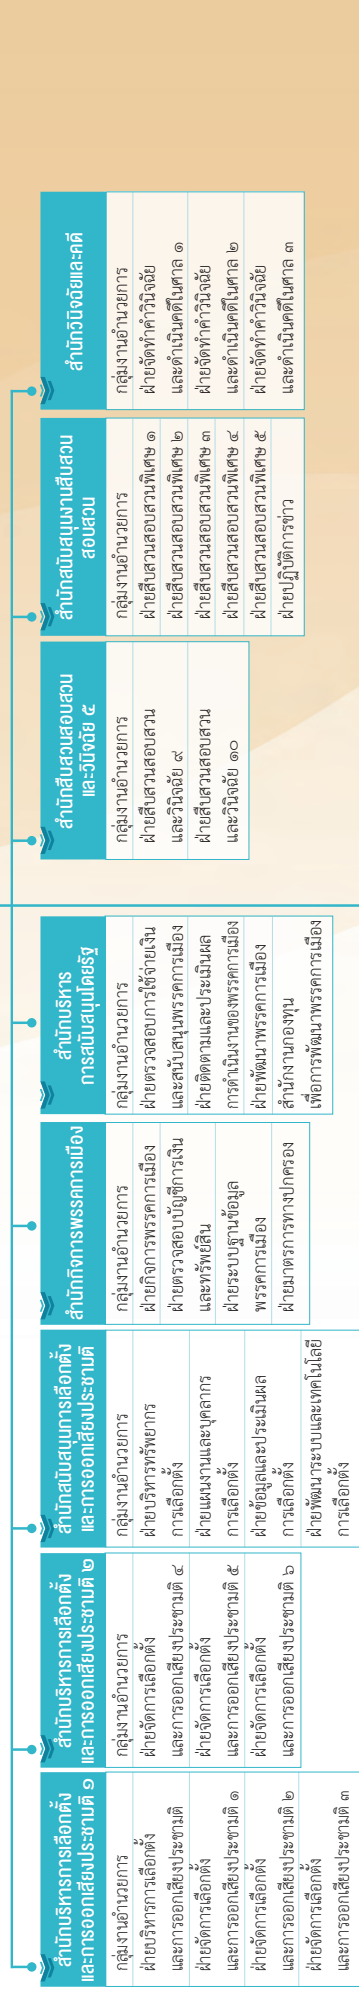 สำนักบริหารการเลือกตั้ง
และการออกเสียงประชามติ ๑
กลุ่มงานอำนวยการ
ฝ่ายบริหารการเลือกตั้ง
และการออกเสียงประชามติ
ฝ่ายจัดการเลือกตั้ง
และการออกเสียงประชามติ ๑
ฝ่ายจัดการเลือกตั้ง
และการออกเสียงประชามติ ๒
ฝ่ายจัดการเลือกตั้ง
และการออกเสียงประชามติ ๓
สำนักบริหารการเลือกตั้ง
และการออกเสียงประชามติ ๒
กลุ่มงานอำนวยการ
ฝ่ายจัดการเลือกตั้ง
และการออกเสียงประชามติ ๔
ฝ่ายจัดการเลือกตั้ง
และการออกเสียงประชามติ ๕
ฝ่ายจัดการเลือกตั้ง
และการออกเสียงประชามติ ๖
สำนักสนับสนุนการเลือกตั้ง
และการออกเสียงประชามติ
กลุ่มงานอำนวยการ
ฝ่ายบริหารทรัพยากร
การเลือกตั้ง
ฝ่ายแผนงานและบุคลากร
การเลือกตั้ง
ฝ่ายข้อมูลและประเมินผล
การเลือกตั้ง
ฝ่ายพัฒนาระบบและเทคโนโลยี
การเลือกตั้ง
สำนักกิจการพรรคการเมือง
กลุ่มงานอำนวยการ
ฝ่ายกิจการพรรคการเมือง
ฝ่ายตรวจสอบบัญชีการเงิน
และทรัพย์สิน
ฝ่ายระบบฐานข้อมูล
พรรคการเมือง
ฝ่ายมาตรการทางปกครอง
สำนักบริหาร
การสนับสนุนโดยรัฐ
กลุ่มงานอำนวยการ
ฝ่ายตรวจสอบการใช้จ่ายเงิน
และสนับสนุนพรรคการเมือง
ฝ่ายติดตามและประเมินผล
การดำเนินงานของพรรคการเมือง
ฝ่ายพัฒนาพรรคการเมือง
สำนักงานกองทุน
เพื่อการพัฒนาพรรคการเมือง
สำนักสืบสวนสอบสวน
และวินิจฉัย ๕
กลุ่มงานอำนวยการ
ฝ่ายสืบสวนสอบสวน
และวินิจฉัย ๙
ฝ่ายสืบสวนสอบสวน
และวินิจฉัย ๑๐
สำนักสนับสนุนงานสืบสวน
สอบสวน
กลุ่มงานอำนวยการ
ฝ่ายสืบสวนสอบสวนพิเศษ ๑
ฝ่ายสืบสวนสอบสวนพิเศษ ๒
ฝ่ายสืบสวนสอบสวนพิเศษ ๓
ฝ่ายสืบสวนสอบสวนพิเศษ ๔
ฝ่ายสืบสวนสอบสวนพิเศษ ๕
ฝ่ายปฏิบัติการข่าว
สำนักวินิจฉัยและคดี
กลุ่มงานอำนวยการ
ฝ่ายจัดทำคำวินิจฉัย
และดำเนินคดีในศาล ๑
ฝ่ายจัดทำคำวินิจฉัย
และดำเนินคดีในศาล ๒
ฝ่ายจัดทำคำวินิจฉัย
และดำเนินคดีในศาล ๓